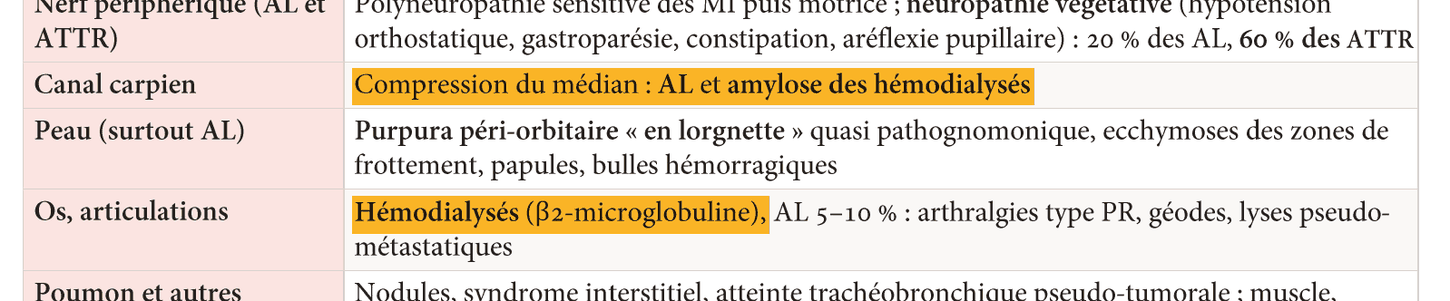 Nerf périphérique (AL et
ATTR)
Polyneuropathie sensitive des MI puis motrice ; neuropathie végétative (hypotension
orthostatique, gastroparésie, constipation, aréflexie pupillaire) : 20 % des AL, 60 % des ATTR
Canal carpien
Compression du médian : AL et amylose des hémodialysés
Peau (surtout AL)
Purpura péri-orbitaire « en lorgnette » quasi pathognomonique, ecchymoses des zones de
frottement, papules, bulles hémorragiques
Os, articulations
Hémodialysés (β2-microglobuline), AL 5–10 % : arthralgies type PR, géodes, lyses pseudo-
métastatiques
Poumon et autres
Nodules, syndrome interstitiel, atteinte trachéobronchique pseudo-tumorale ; muscle,